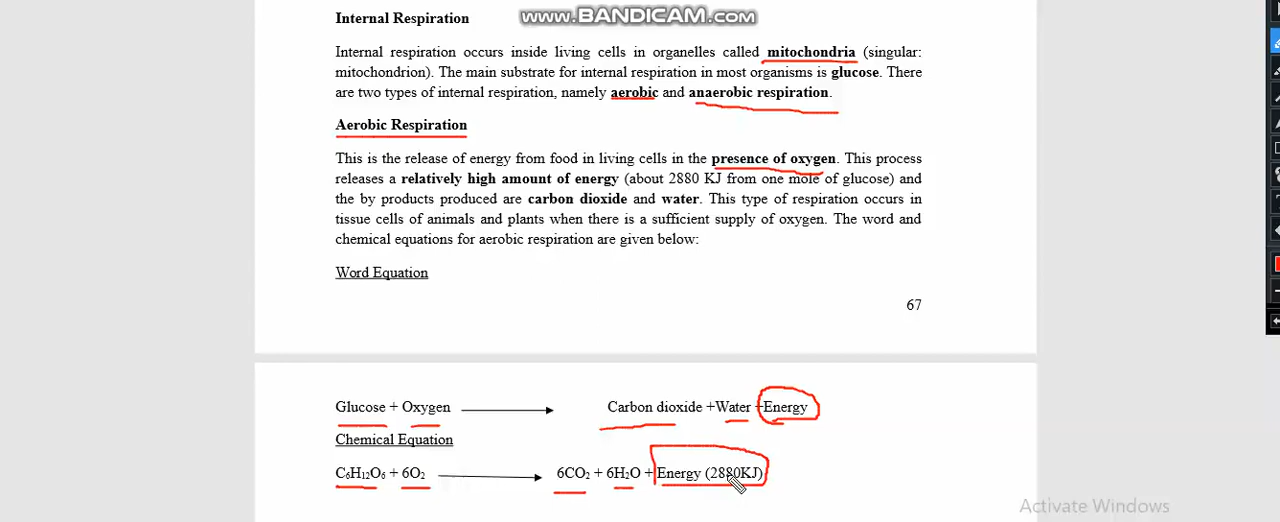 www.BANDICAM.com
Internal Respiration
Internal respiration occurs inside living cells in organelles called mitochondria (singular:
mitochondrion). The main substrate for internal respiration in most organisms is glucose. There
are two types of internal respiration, namely aerobic and anaerobic respiration.
Aerobic Respiration
This is the release of energy from food in living cells in the presence of oxygen. This process
releases a relatively high amount of energy (about 2880 KJ from one mole of glucose) and
the by products produced are carbon dioxide and water. This type of respiration occurs in
tissue cells of animals and plants when there is a sufficient supply of oxygen. The word and
chemical equations for aerobic respiration are given below:
Word Equation
67
Glucose + Oxygen → Carbon dioxide +Water +Energy
Chemical Equation
C₆H₁₂O₆ + 6O₂ → 6CO₂ + 6H₂O + Energy (2880KJ)
Activate Windows